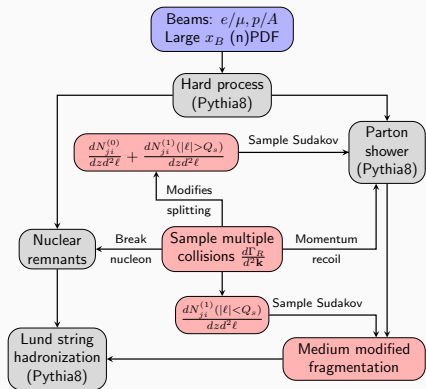 Beams: e/μ, p/A
Large x_B (n)PDF
Hard process
(Pythia8)
dN_{ji}^{(0)}/dzd²ℓ + dN_{ji}^{(1)}(|ℓ|>Q_s)/dzd²ℓ
Sample Sudakov
Parton
shower
(Pythia8)
Modifies
splitting
Nuclear
remnants
Break
nucleon
Sample multiple
collisions dΓ_R/d²k
Momentum
recoil
dN_{ji}^{(1)}(|ℓ|<Q_s)/dzd²ℓ
Sample Sudakov
Lund string
hadronization
(Pythia8)
Medium modified
fragmentation